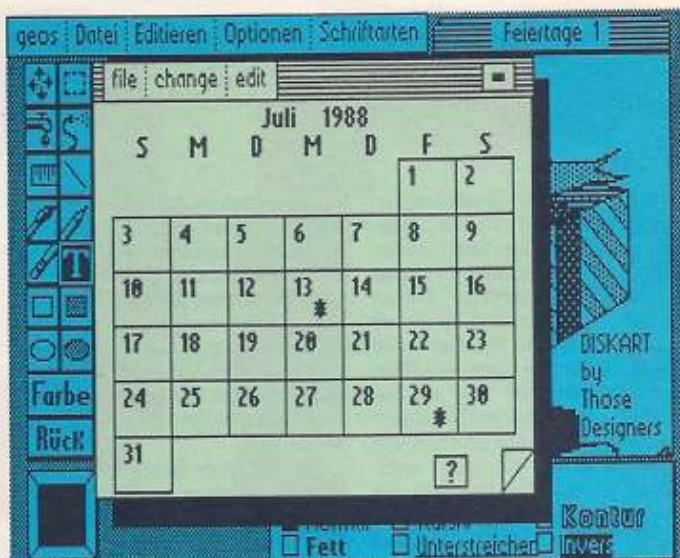 geos Datei Editieren Optionen Schriftarten Feiertage 1
file change edit
Juli 1988
S M D M D F S
1 2
3 4 5 6 7 8 9
10 11 12 13 * 14 15 16
17 18 19 20 21 22 23
24 25 26 27 28 29 * 30
31
?
T
Farbe
Rück
DISKART
by
Those
Designers
Kontur
Fett Unterstreichen Invers